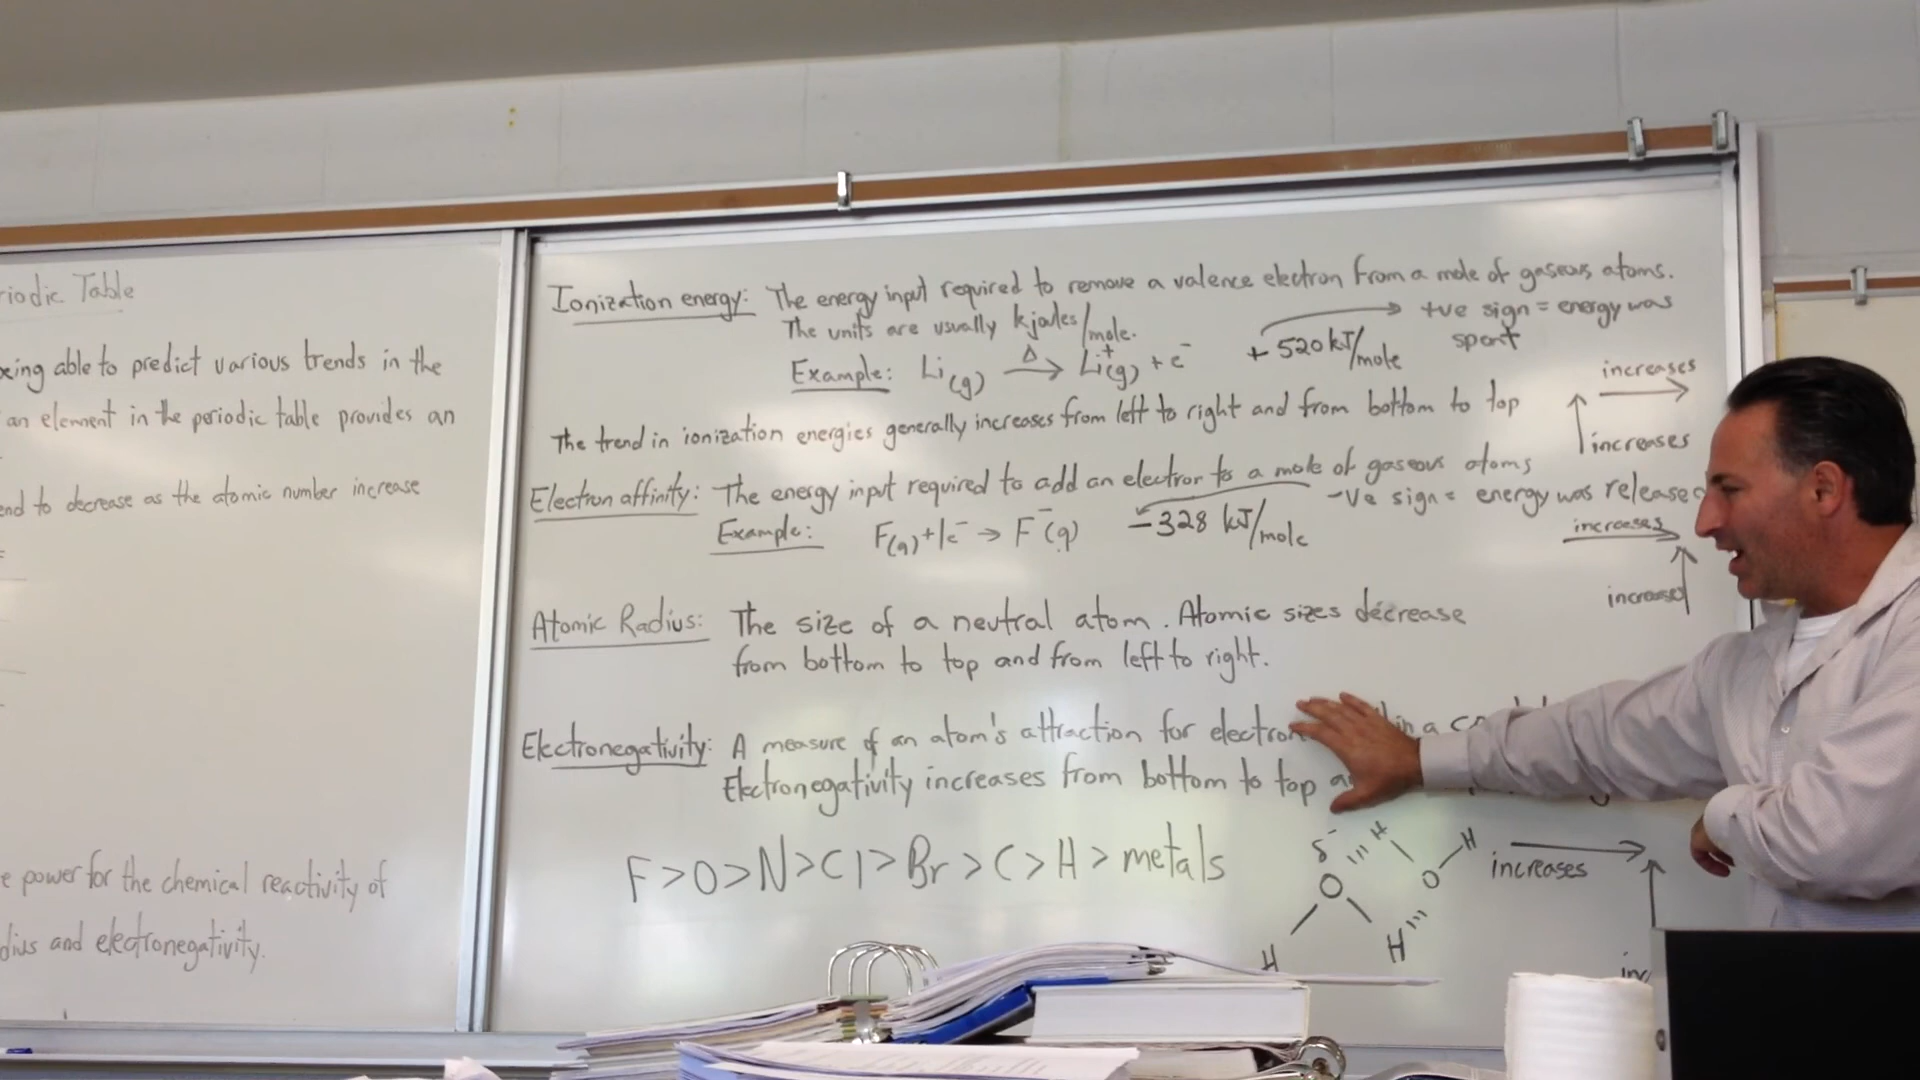 riodic Table
able to predict various trends in the
an element in the periodic table provides an
end to decrease as the atomic number increase
e power for the chemical reactivity of
dius and electronegativity.
Ionization energy: The energy input required to remove a valence electron from a mole of gaseous atoms.
The units are usually kjoules/mole.
+ve sign = energy was
spent
Example: Li(g) Δ→ Li⁺(g) + e⁻ +520 kJ/mole
increases
The trend in ionization energies generally increases from left to right and from bottom to top
increases
Electron affinity: The energy input required to add an electron to a mole of gaseous atoms
-ve sign = energy was released
Example: F(g) + 1e⁻ → F⁻(g) -328 kJ/mole
increases
increases
Atomic Radius: The size of a neutral atom. Atomic sizes decrease
from bottom to top and from left to right.
Electronegativity: A measure of an atom's attraction for electron in a
Electronegativity increases from bottom to top
F > O > N > Cl > Br > C > H > metals
δ⁻ H H
O O
H H
increases
inc